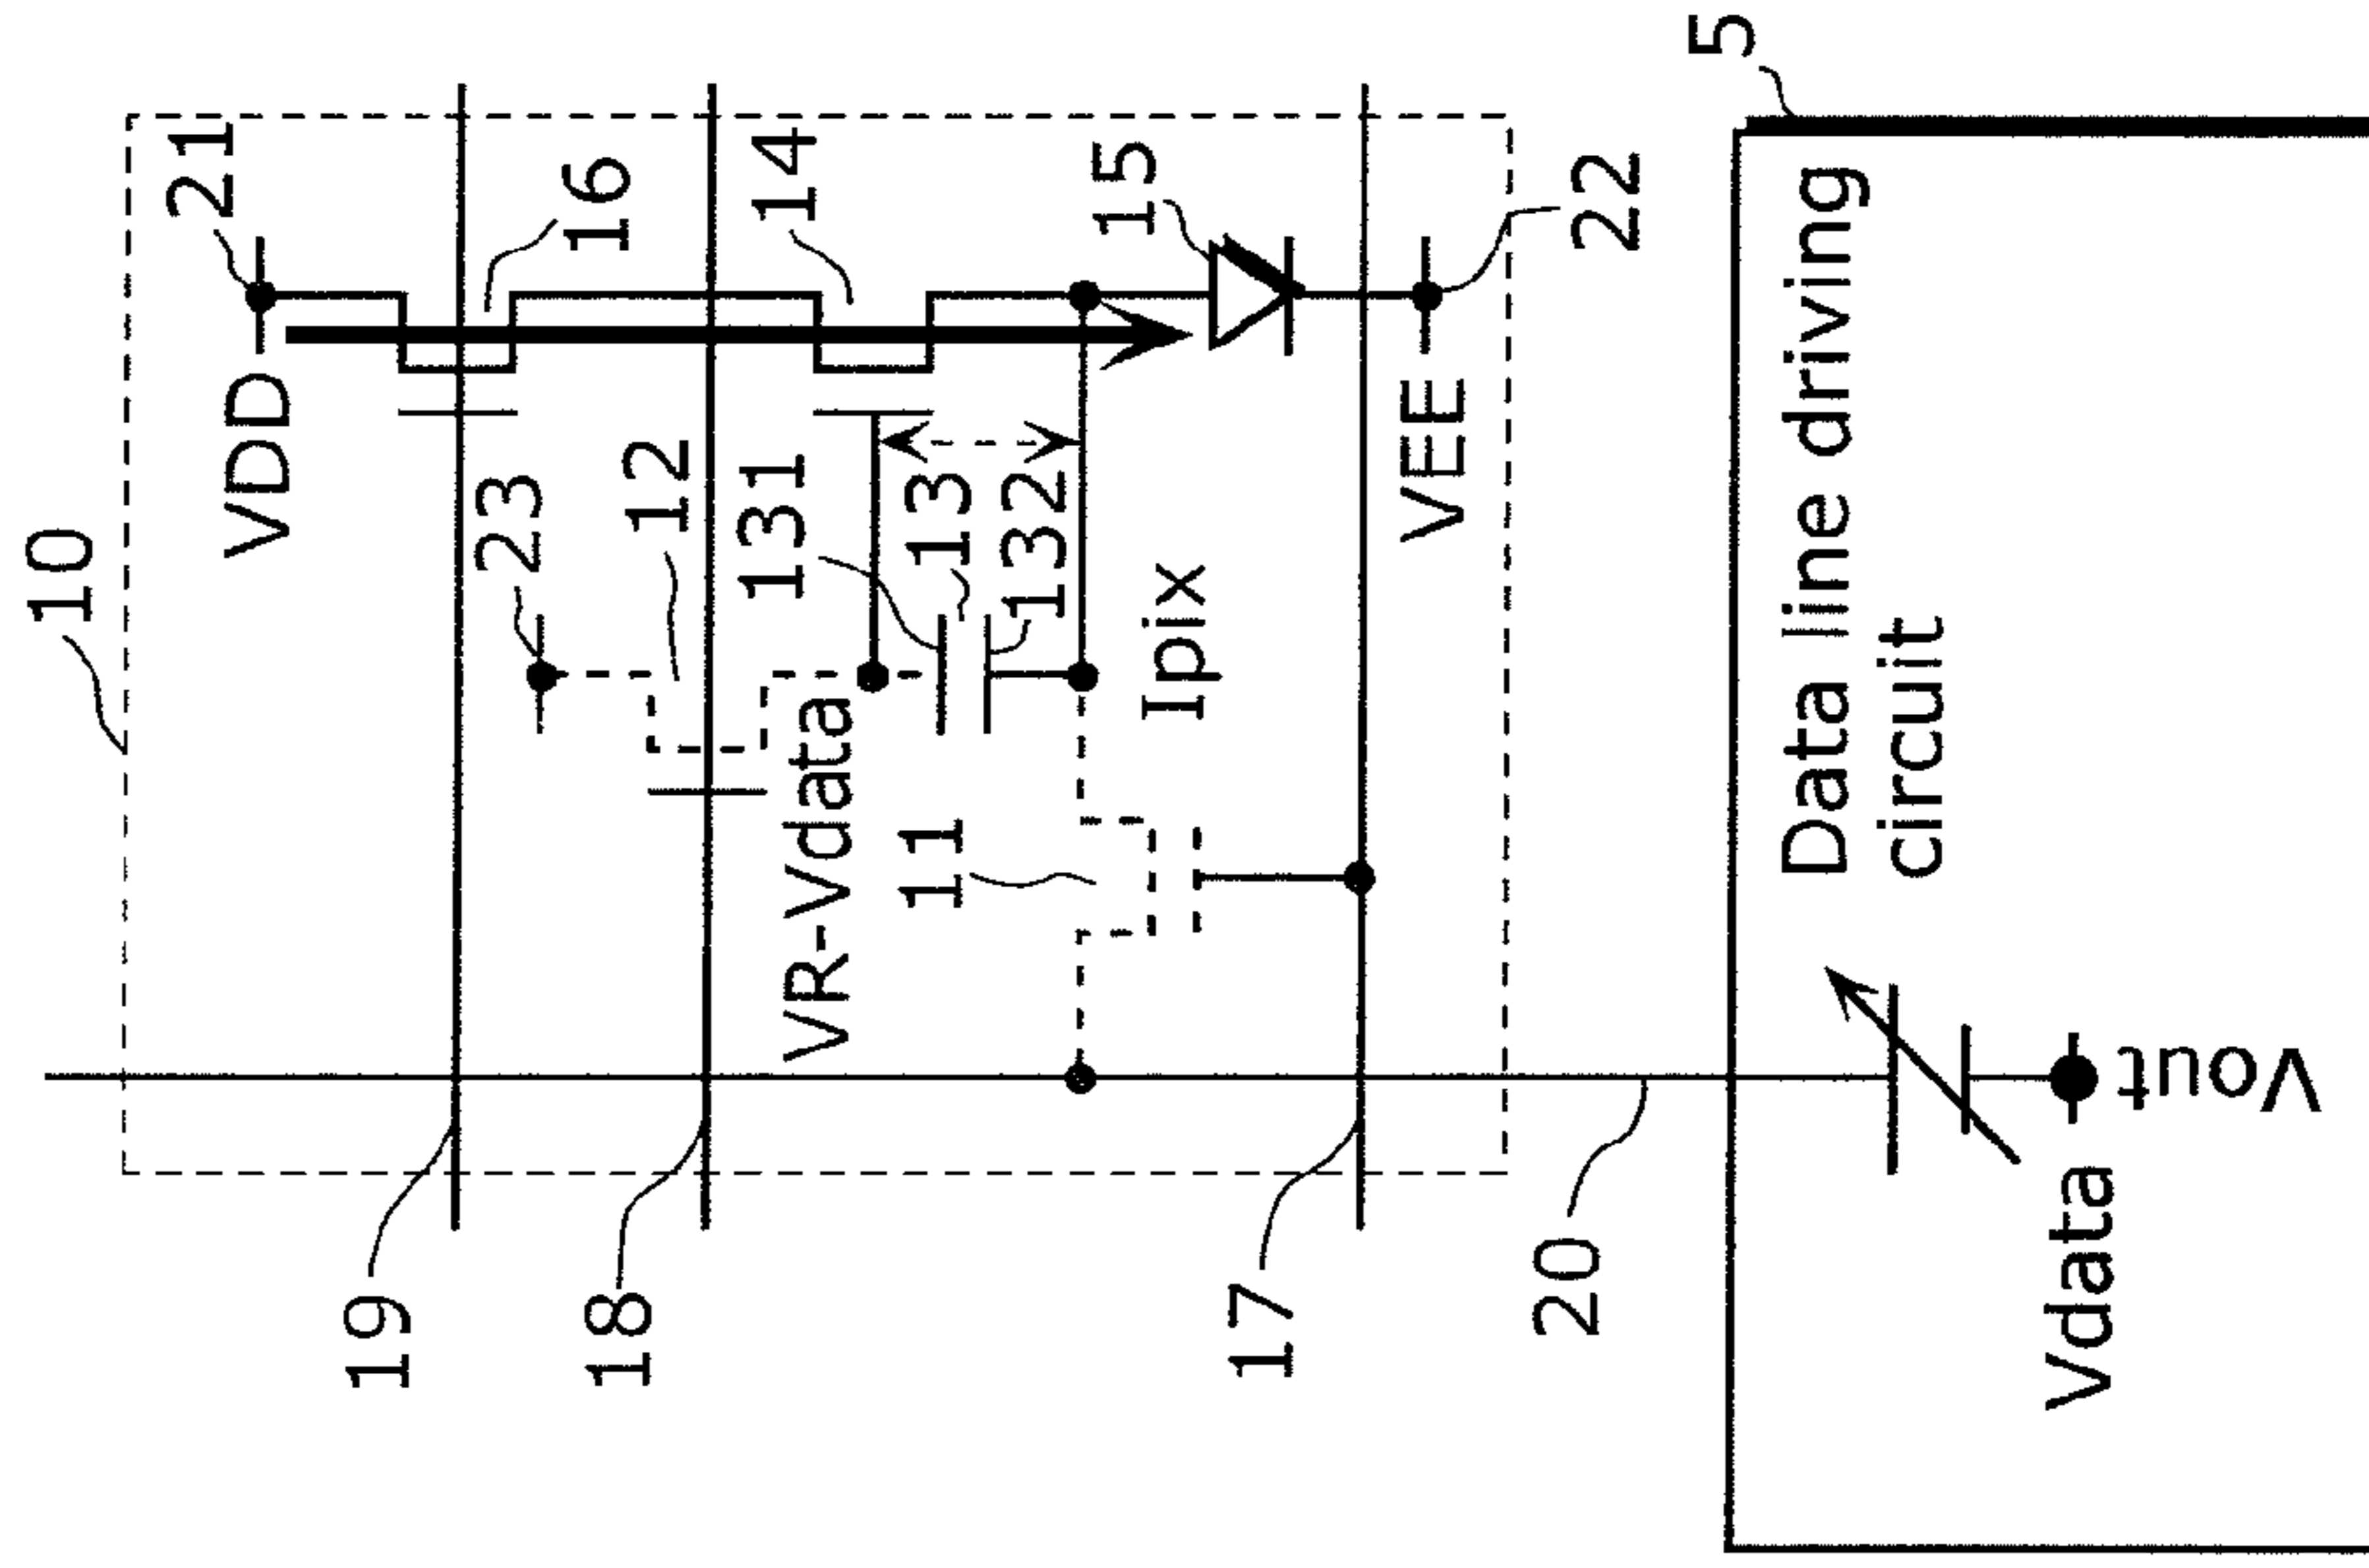 10
21
VDD
16
23
12
14
131
13
132
15
VR-Vdata
11
Ipix
VEE
22
19
18
17
20
5
Data line driving
circuit
Vdata
Vout